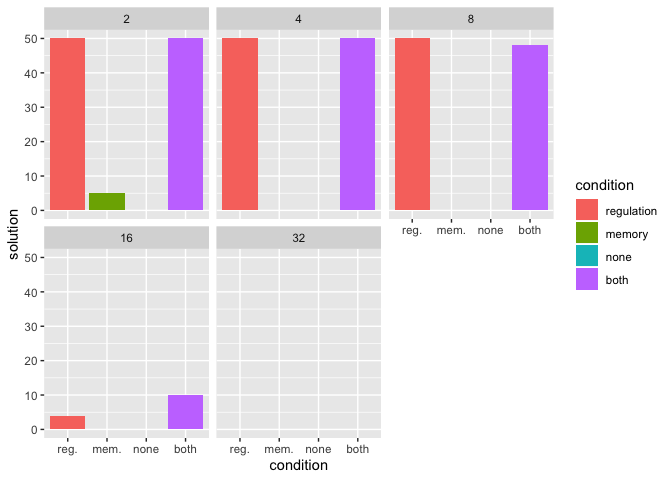 2 4 8
50
40
30
20
10
0
reg. mem. none both
16 32
50
40
30
20
10
0
reg. mem. none both reg. mem. none both
condition
solution
condition
regulation
memory
none
both